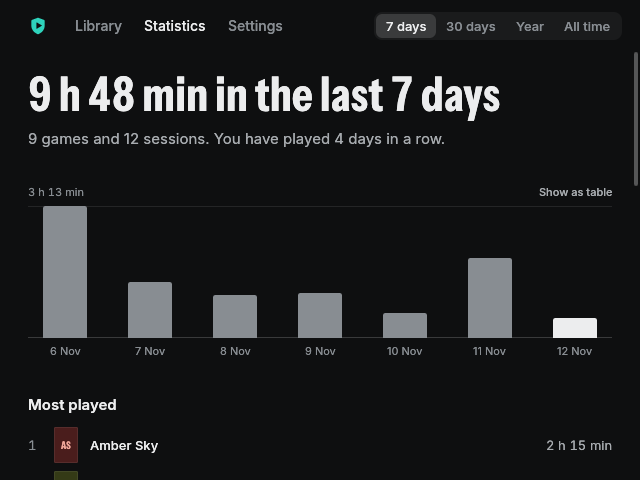 Library Statistics Settings 7 days 30 days Year All time
9 h 48 min in the last 7 days
9 games and 12 sessions. You have played 4 days in a row.
3 h 13 min Show as table
6 Nov 7 Nov 8 Nov 9 Nov 10 Nov 11 Nov 12 Nov
Most played
1 AS Amber Sky 2 h 15 min